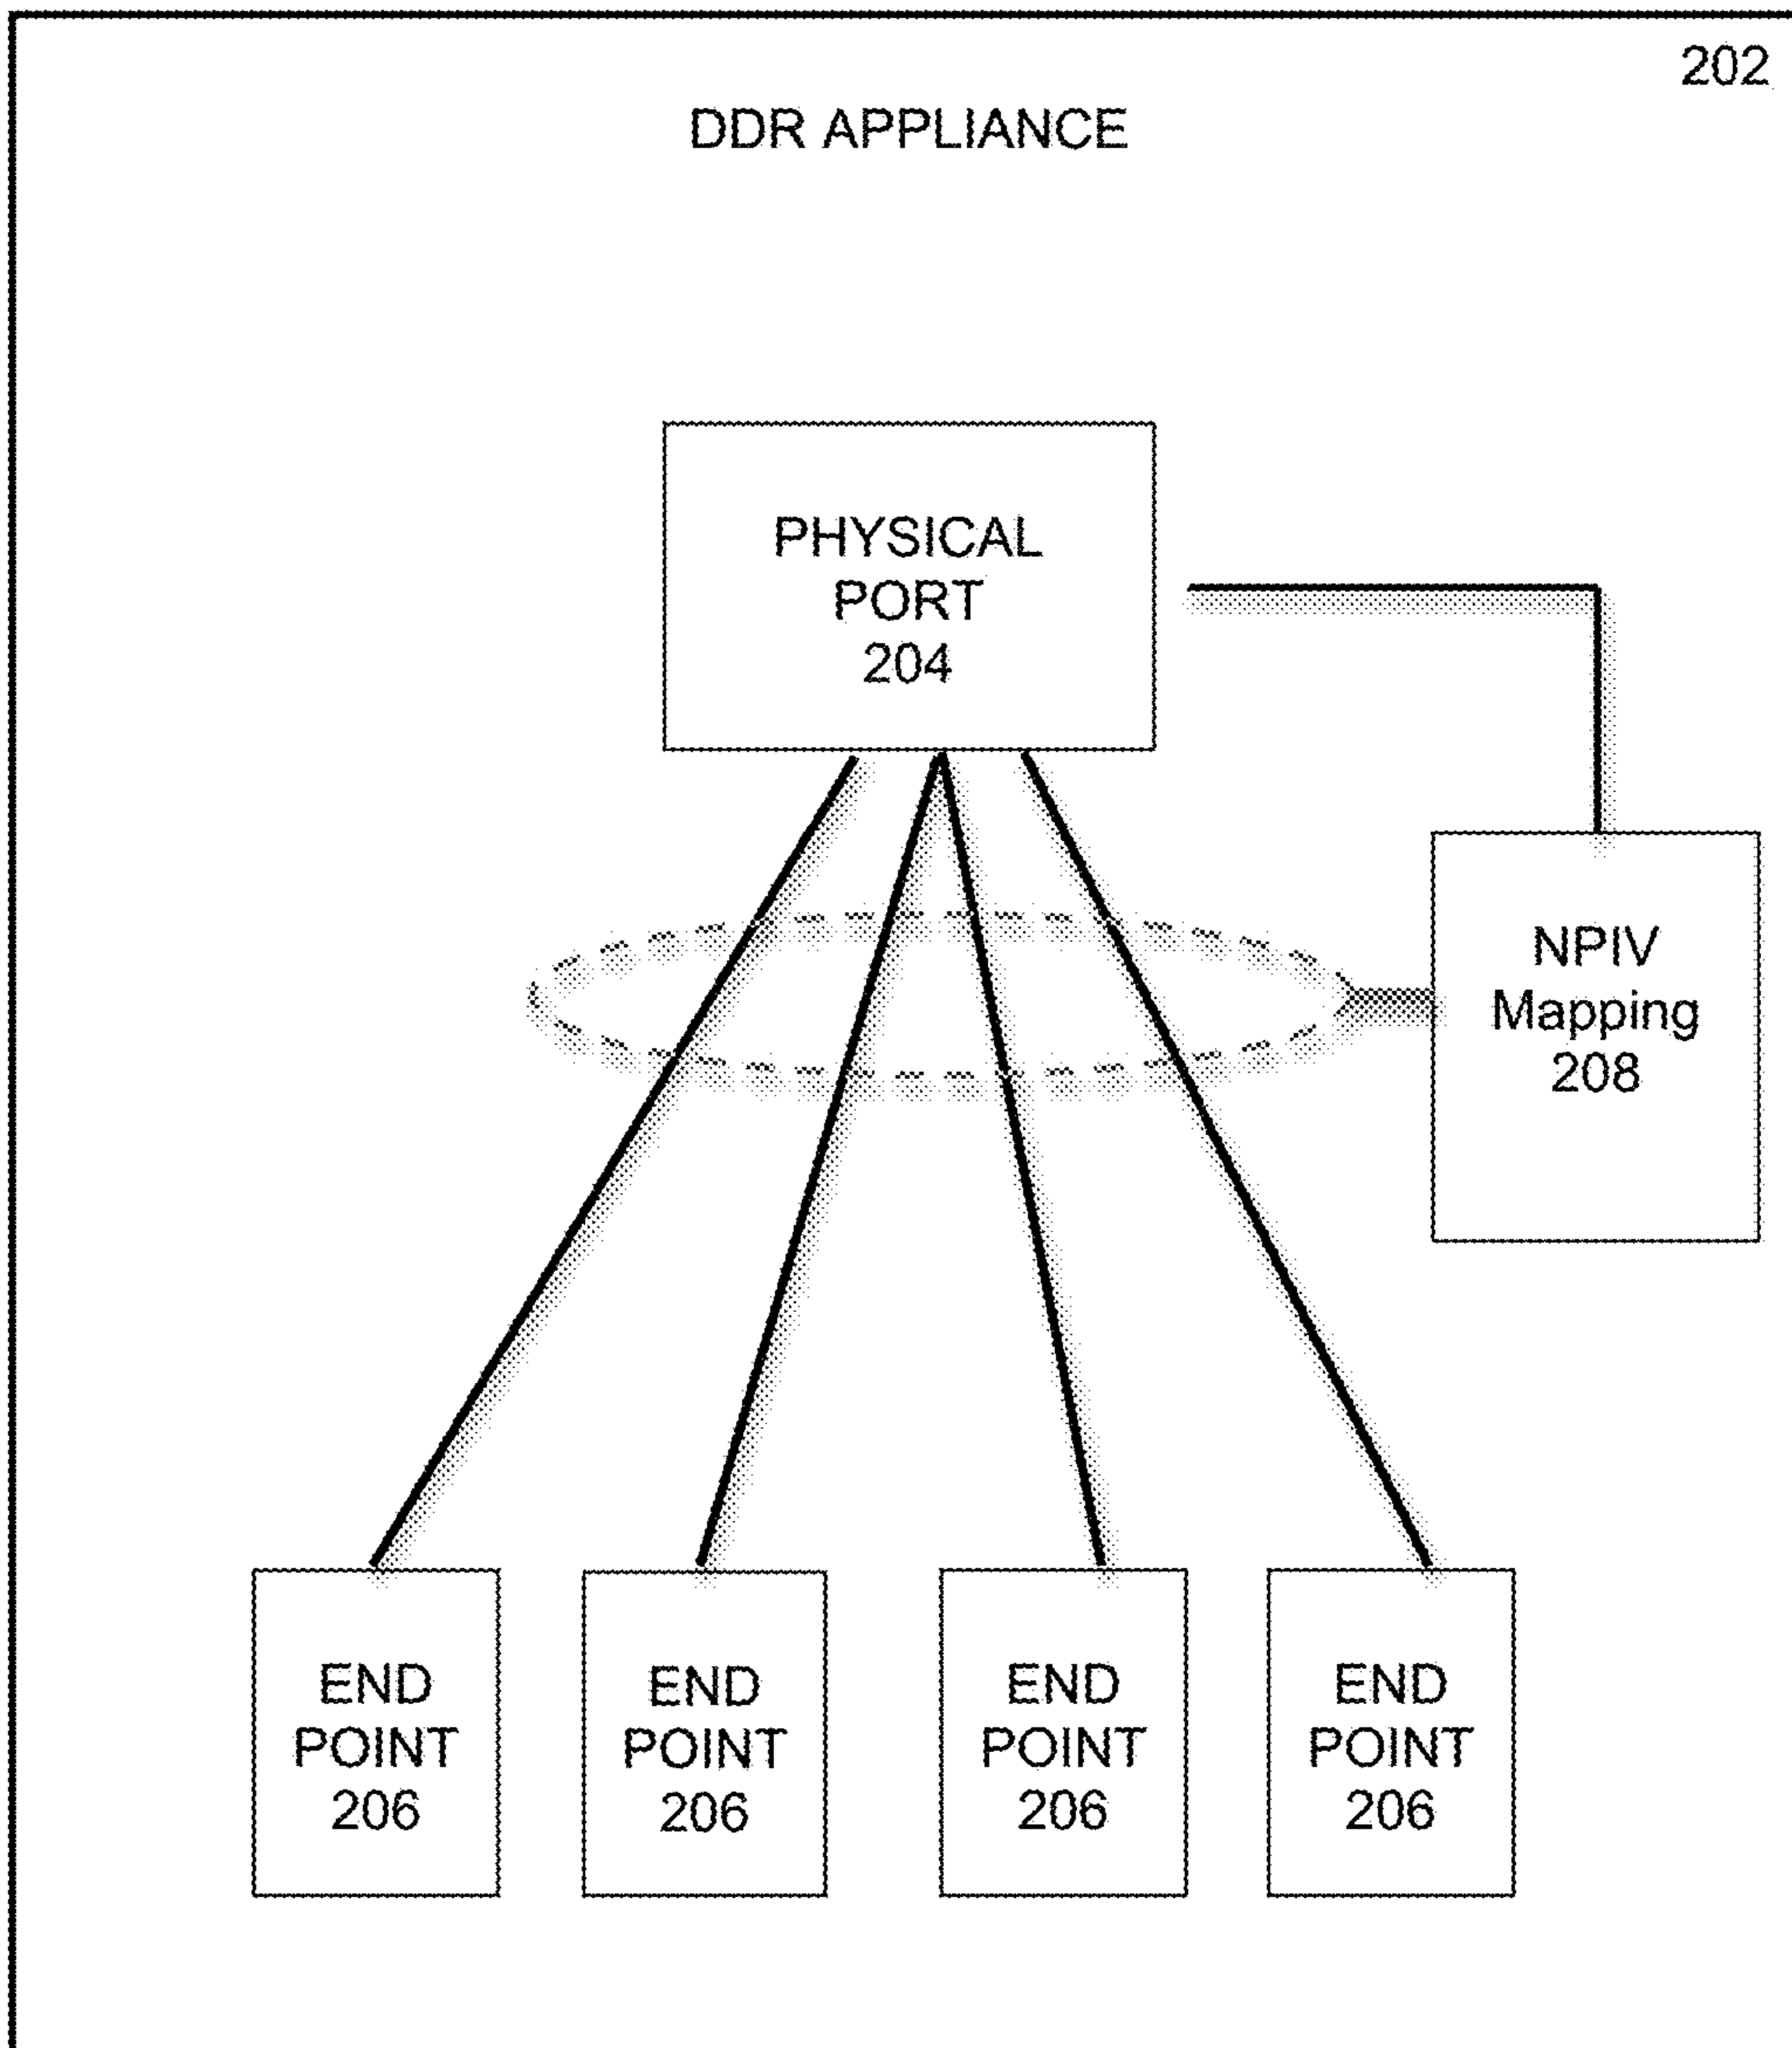 202
DDR APPLIANCE
PHYSICAL
PORT
204
NPIV
Mapping
208
END
POINT
206
END
POINT
206
END
POINT
206
END
POINT
206